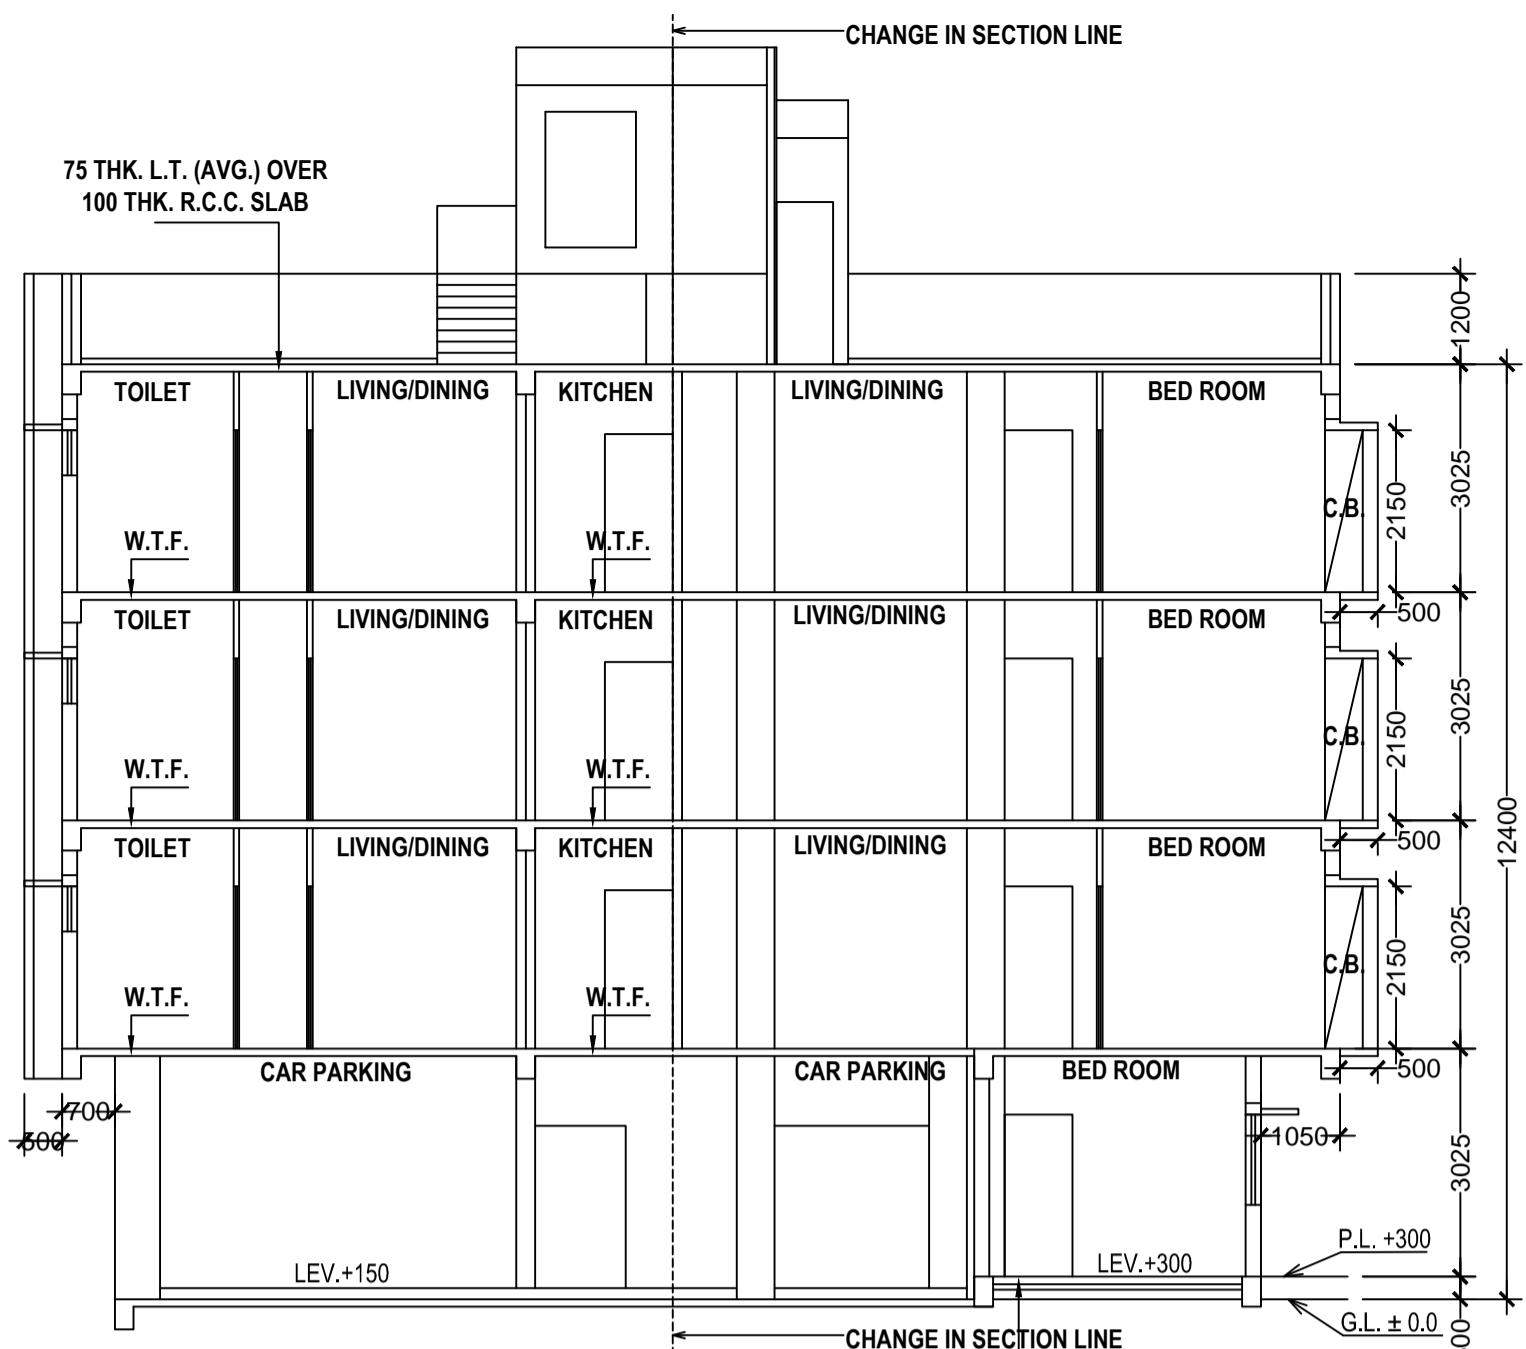 CHANGE IN SECTION LINE
75 THK. L.T. (AVG.) OVER
100 THK. R.C.C. SLAB
1200
TOILET
LIVING/DINING
KITCHEN
LIVING/DINING
BED ROOM
3025
2150
C.B.
W.T.F.
W.T.F.
500
TOILET
LIVING/DINING
KITCHEN
LIVING/DINING
BED ROOM
3025
2150
C.B.
W.T.F.
W.T.F.
500
12400
TOILET
LIVING/DINING
KITCHEN
LIVING/DINING
BED ROOM
3025
2150
C.B.
W.T.F.
W.T.F.
500
CAR PARKING
CAR PARKING
BED ROOM
700
1050
3025
P.L. +300
LEV.+150
LEV.+300
G.L. ± 0.0
CHANGE IN SECTION LINE